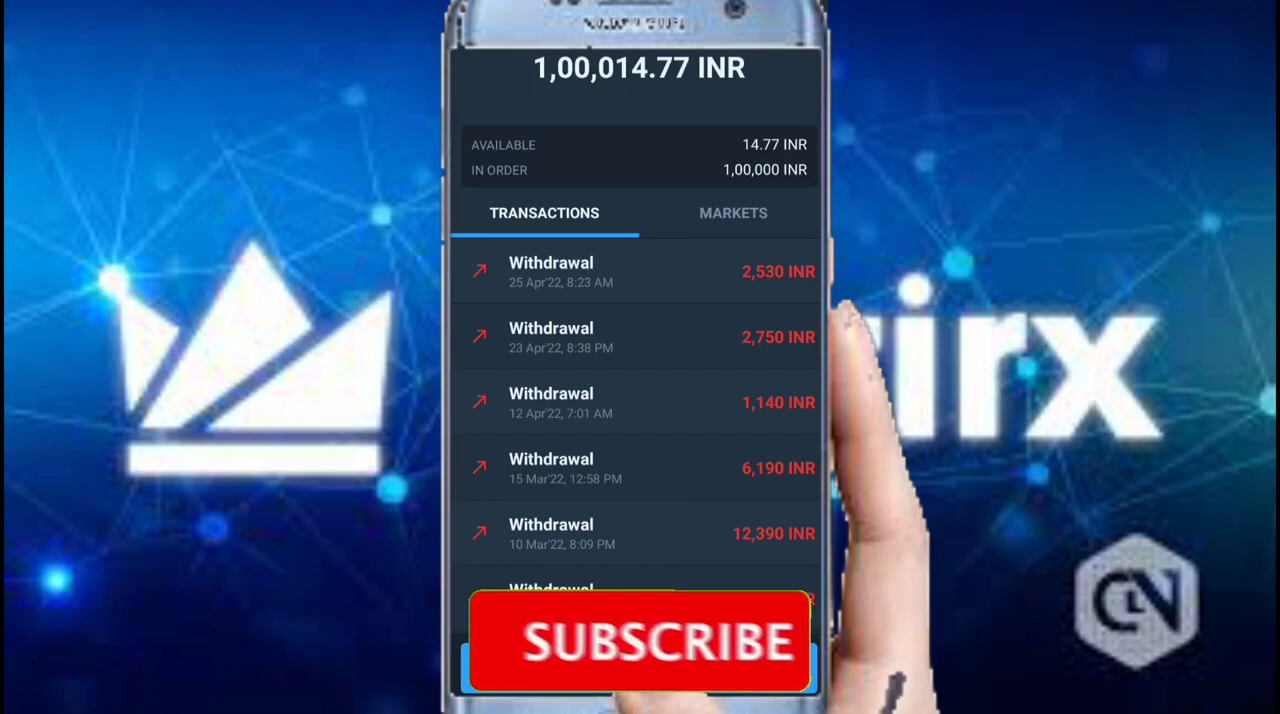 1,00,014.77 INR
AVAILABLE 14.77 INR
IN ORDER 1,00,000 INR
TRANSACTIONS MARKETS
Withdrawal
25 Apr'22, 8:23 AM
2,530 INR
Withdrawal
23 Apr'22, 8:38 PM
2,750 INR
Withdrawal
12 Apr'22, 7:01 AM
1,140 INR
Withdrawal
15 Mar'22, 12:58 PM
6,190 INR
Withdrawal
10 Mar'22, 8:09 PM
12,390 INR
Withdrawal
SUBSCRIBE
irx
CLN